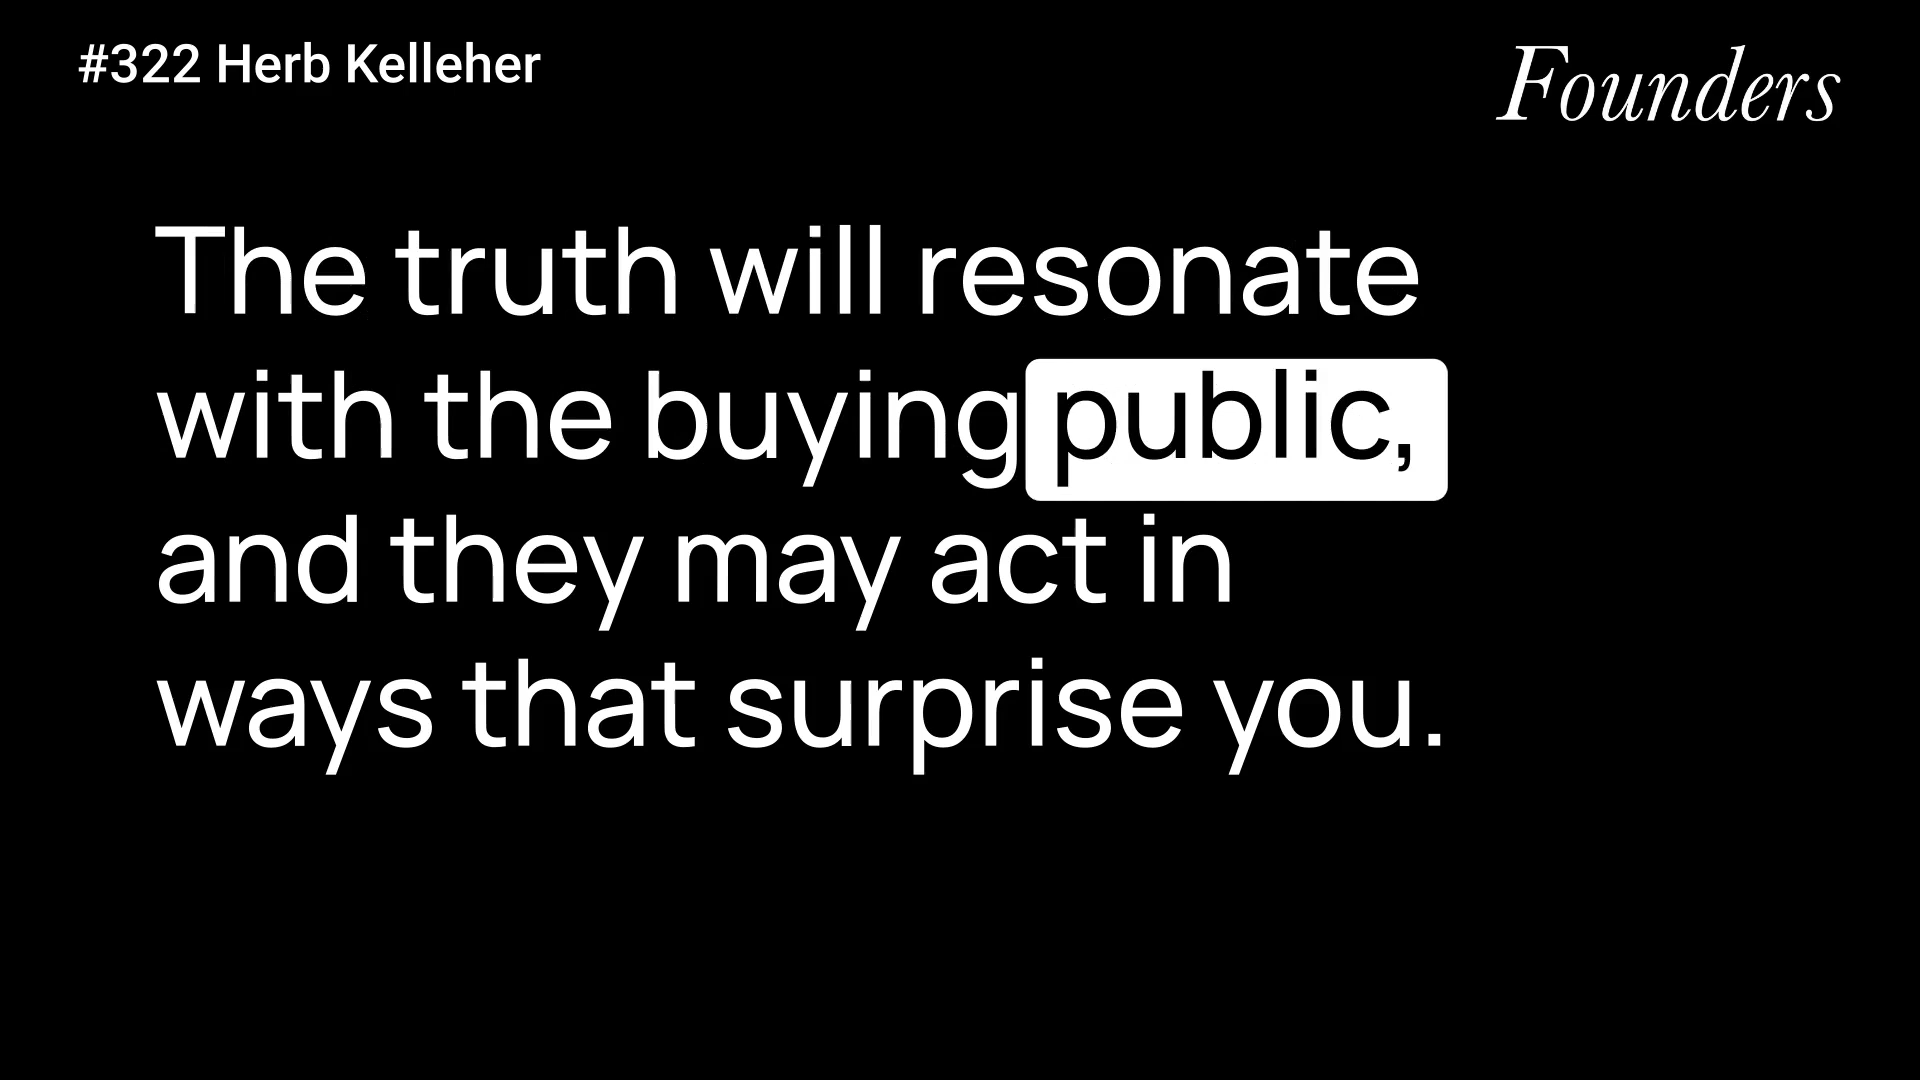 #322 Herb Kelleher
Founders
The truth will resonate
with the buying public,
and they may act in
ways that surprise you.